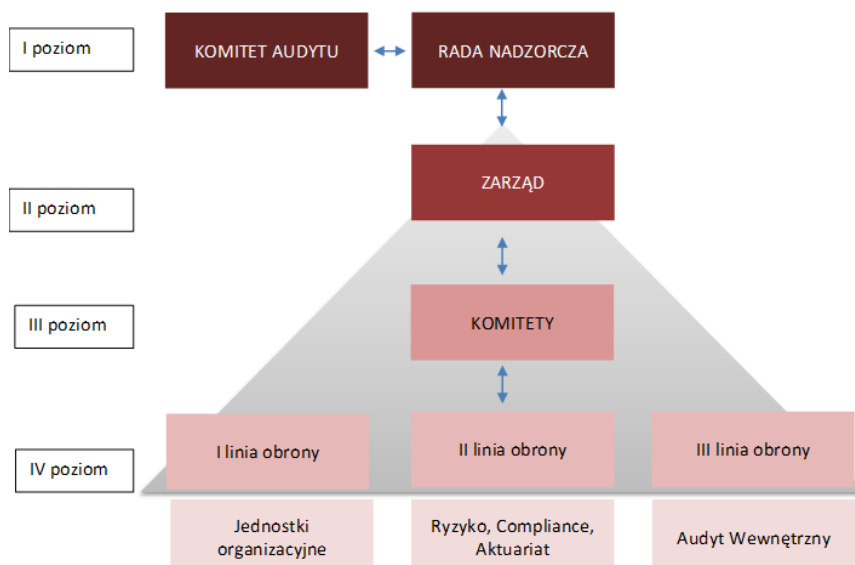 I poziom
KOMITET AUDYTU
RADA NADZORCZA
II poziom
ZARZĄD
III poziom
KOMITETY
IV poziom
I linia obrony
II linia obrony
III linia obrony
Jednostki
organizacyjne
Ryzyko, Compliance,
Aktuariat
Audyt Wewnętrzny